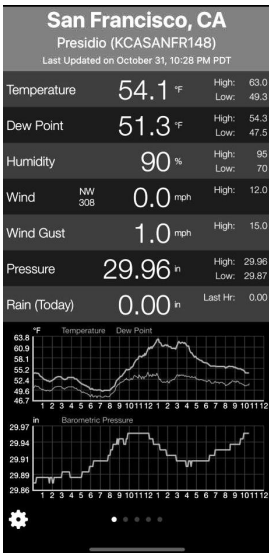 San Francisco, CA
Presidio (KCASANFR148)
Last Updated on October 31, 10:28 PM PDT
Temperature 54.1 °F High: 63.0
Low: 49.3
Dew Point 51.3 °F High: 54.3
Low: 47.5
Humidity 90 % High: 95
Low: 70
Wind NW 308 0.0 mph High: 12.0
Wind Gust 1.0 mph High: 15.0
Pressure 29.96 in High: 29.96
Low: 29.87
Rain (Today) 0.00 in Last Hr: 0.00
°F Temperature Dew Point
63.8
60.9
58.1
55.2
52.4
49.6
46.7
1 2 3 4 5 6 7 8 9 10 11 12 1 2 3 4 5 6 7 8 9 10 11 12
in Barometric Pressure
29.97
29.94
29.91
29.89
29.86
1 2 3 4 5 6 7 8 9 10 11 12 1 2 3 4 5 6 7 8 9 10 11 12